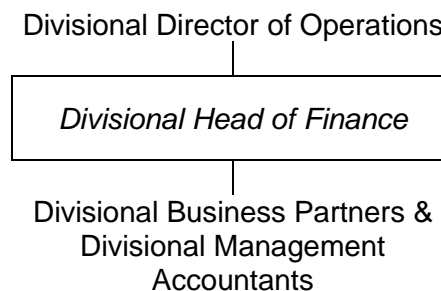 Divisional Director of Operations
Divisional Head of Finance
Divisional Business Partners &
Divisional Management
Accountants